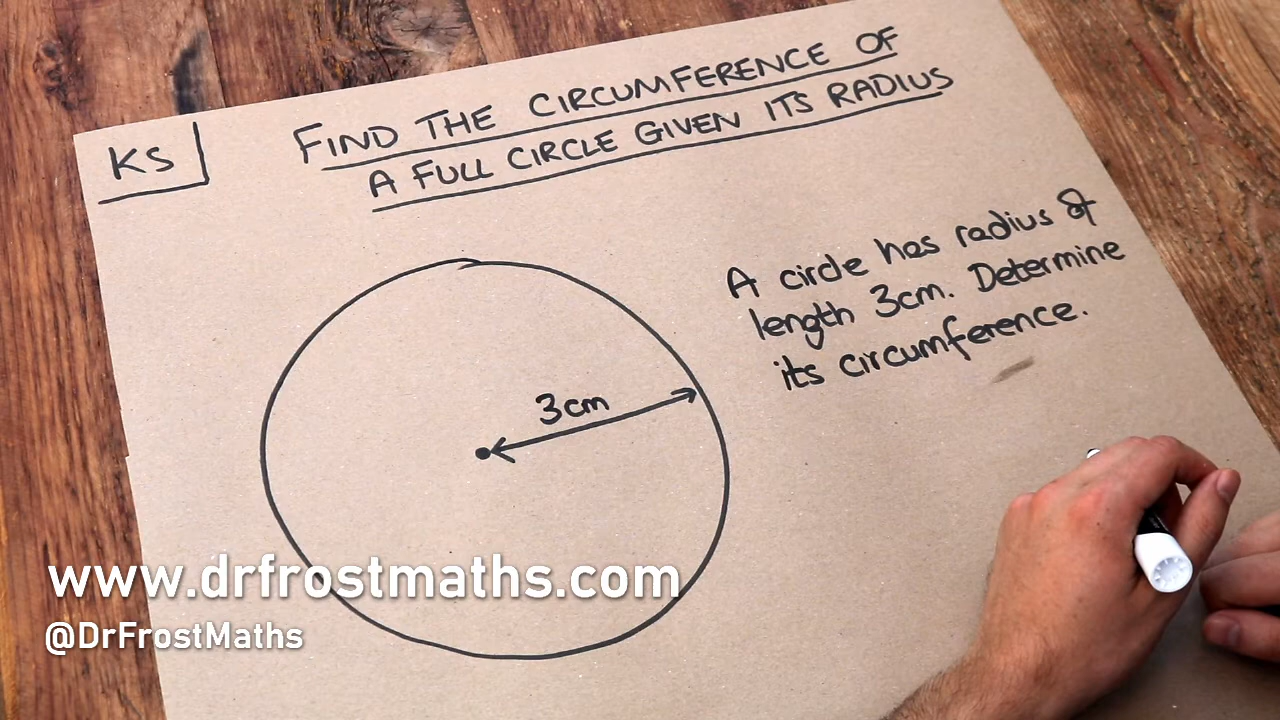 KS
FIND THE CIRCUMFERENCE OF
A FULL CIRCLE GIVEN ITS RADIUS
A circle has radius of
length 3cm. Determine
its circumference.
3cm
www.drfrostmaths.com
@DrFrostMaths